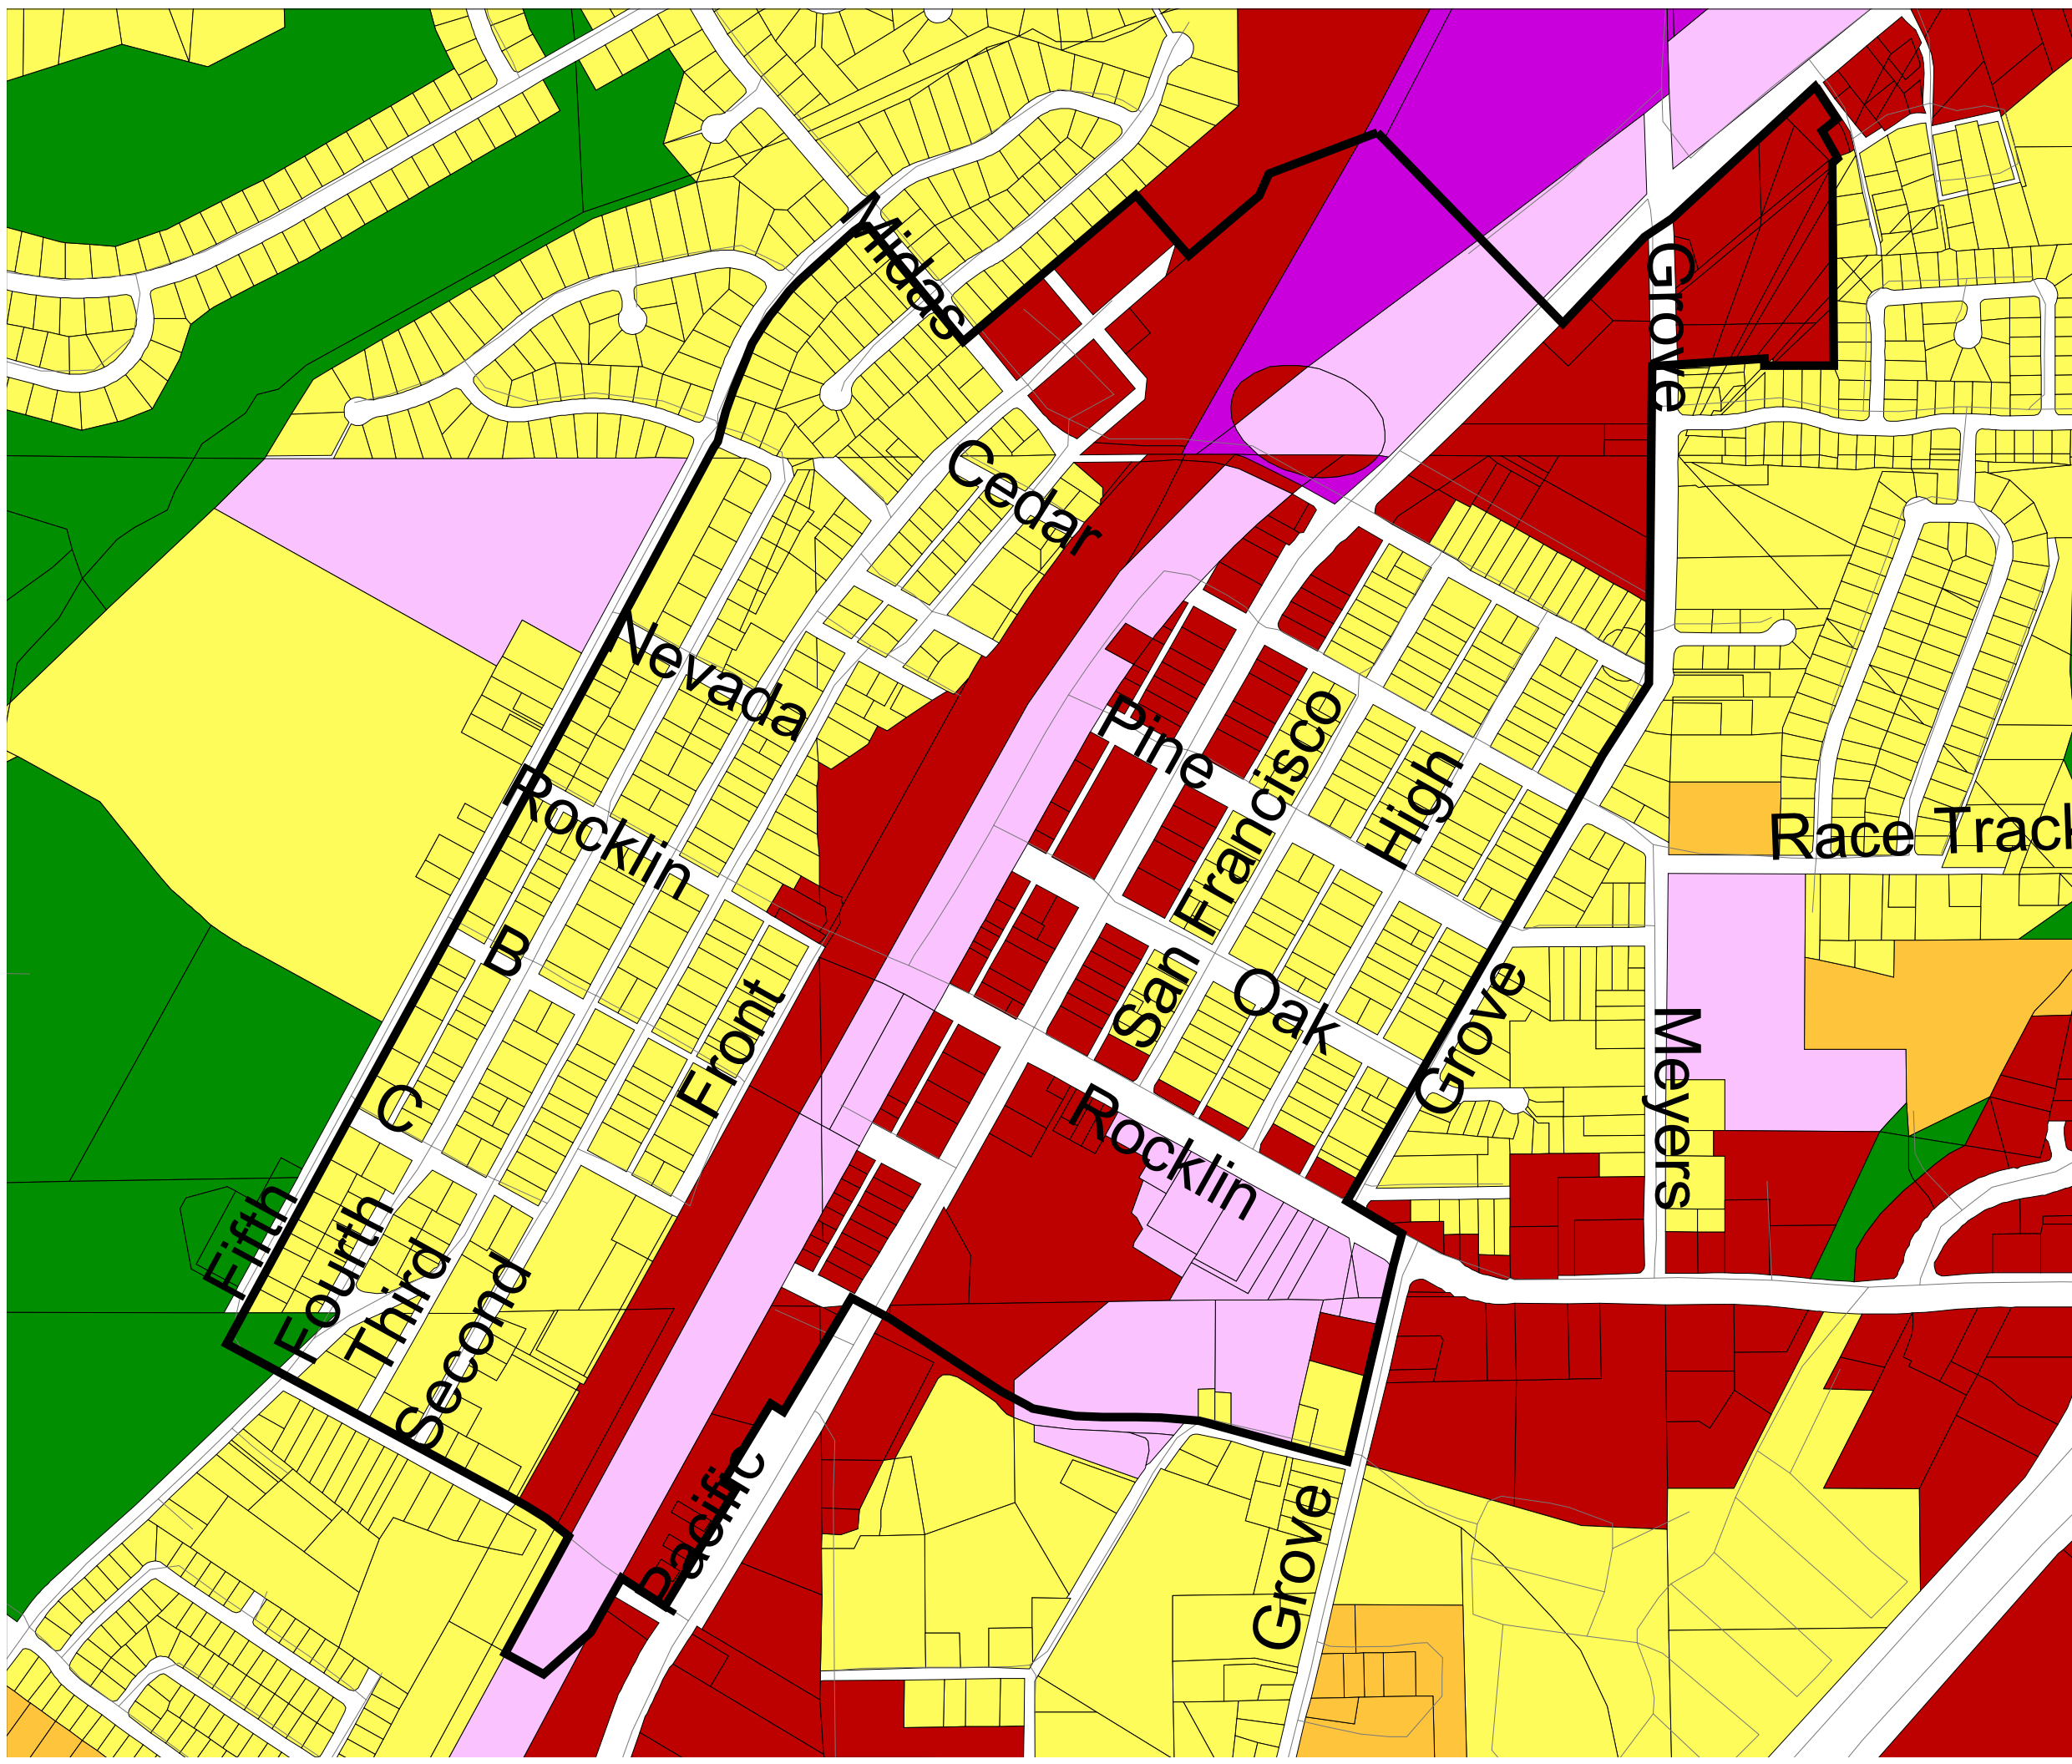 Midas
Grove
Cedar
Nevada
Pine
San Francisco
High
Rocklin
Race Track
B
Oak
Front
Grove
Meyers
C
Rocklin
Fifth
Fourth
Third
Second
Pacific
Grove